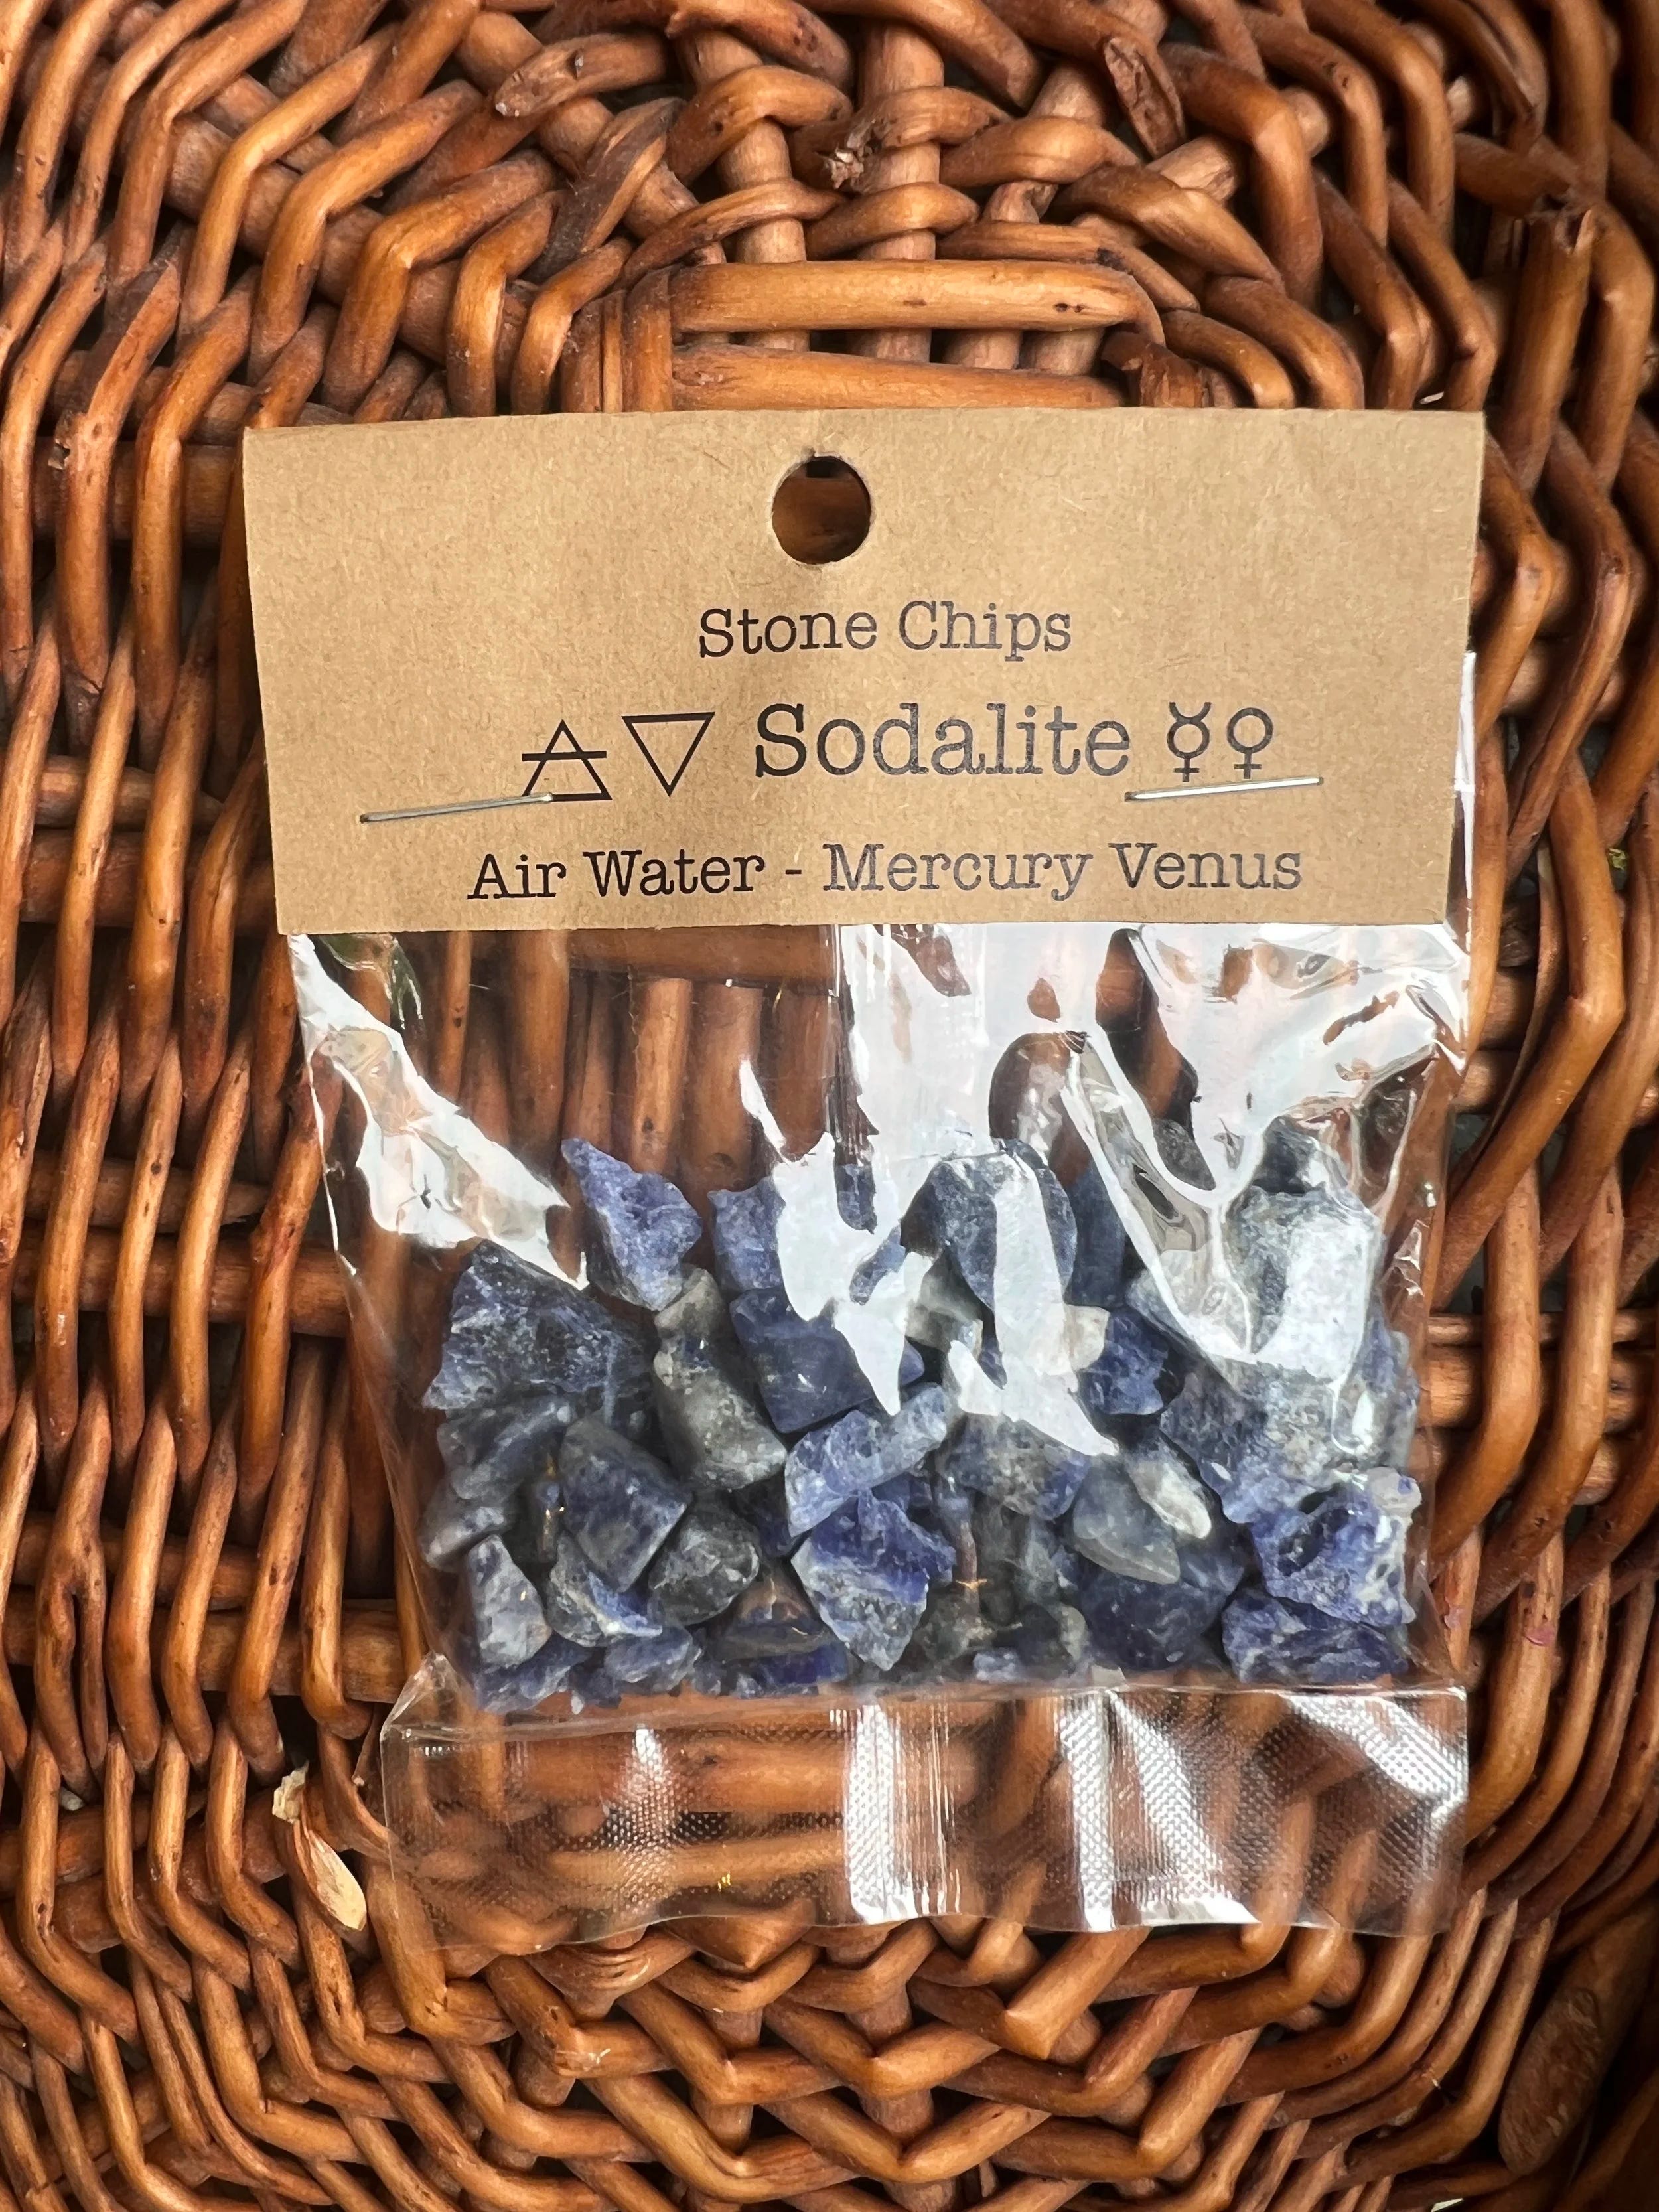 Stone Chips
🜁🜄 Sodalite ☿♀
Air Water - Mercury Venus